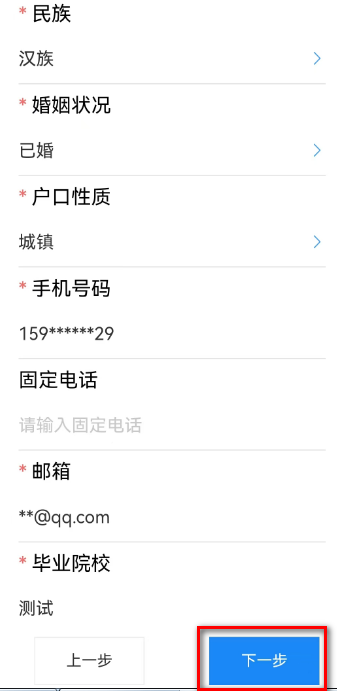 * 民族
汉族
* 婚姻状况
已婚
* 户口性质
城镇
* 手机号码
159******29
固定电话
请输入固定电话
* 邮箱
**@qq.com
* 毕业院校
测试
上一步 下一步